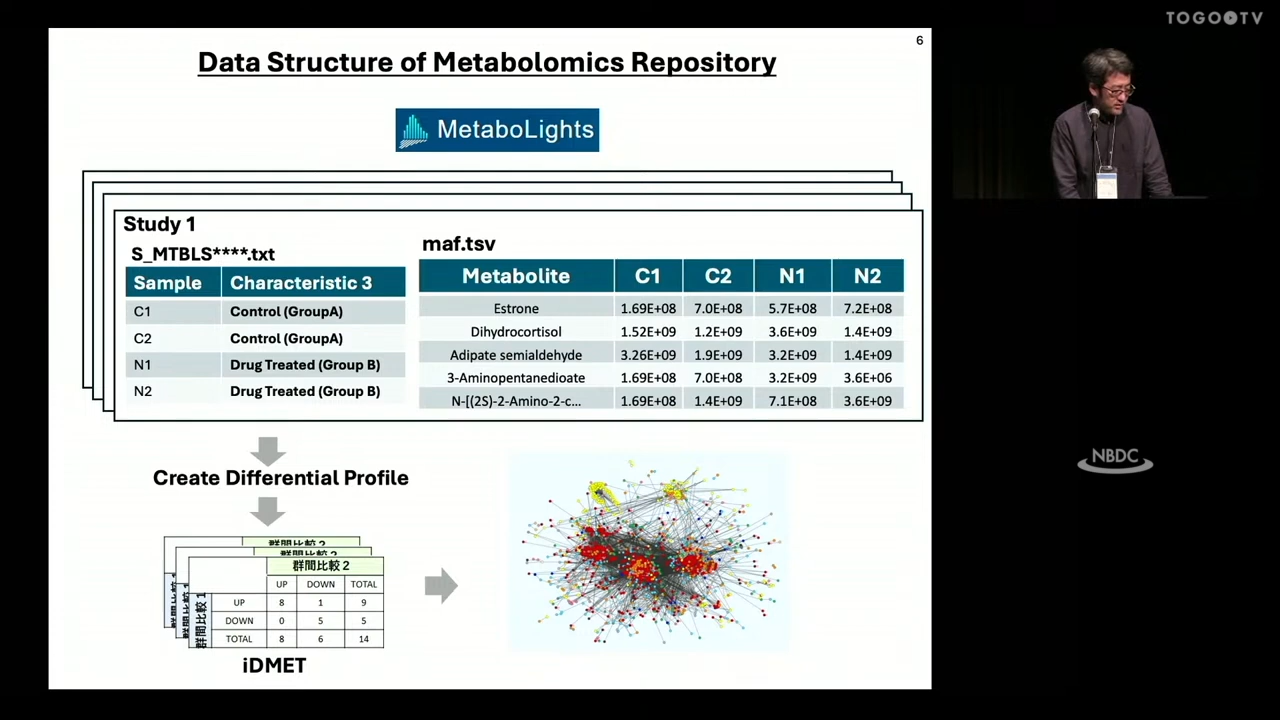 TOGOTV
6
Data Structure of Metabolomics Repository
MetaboLights
Study 1
S_MTBLS****.txt
Sample Characteristic 3
C1 Control (GroupA)
C2 Control (GroupA)
N1 Drug Treated (Group B)
N2 Drug Treated (Group B)
maf.tsv
Metabolite C1 C2 N1 N2
Estrone 1.69E+08 7.0E+08 5.7E+08 7.2E+08
Dihydrocortisol 1.52E+09 1.2E+09 3.6E+09 1.4E+09
Adipate semialdehyde 3.26E+09 1.9E+09 3.2E+09 1.4E+09
3-Aminopentanedioate 1.69E+08 7.0E+08 3.2E+09 3.6E+06
N-[(2S)-2-Amino-2-c... 1.69E+08 1.4E+09 7.1E+08 3.6E+09
Create Differential Profile
群間比較 2
群間比較 1
UP DOWN TOTAL
UP 8 1 9
DOWN 0 5 5
TOTAL 8 6 14
iDMET
NBDC